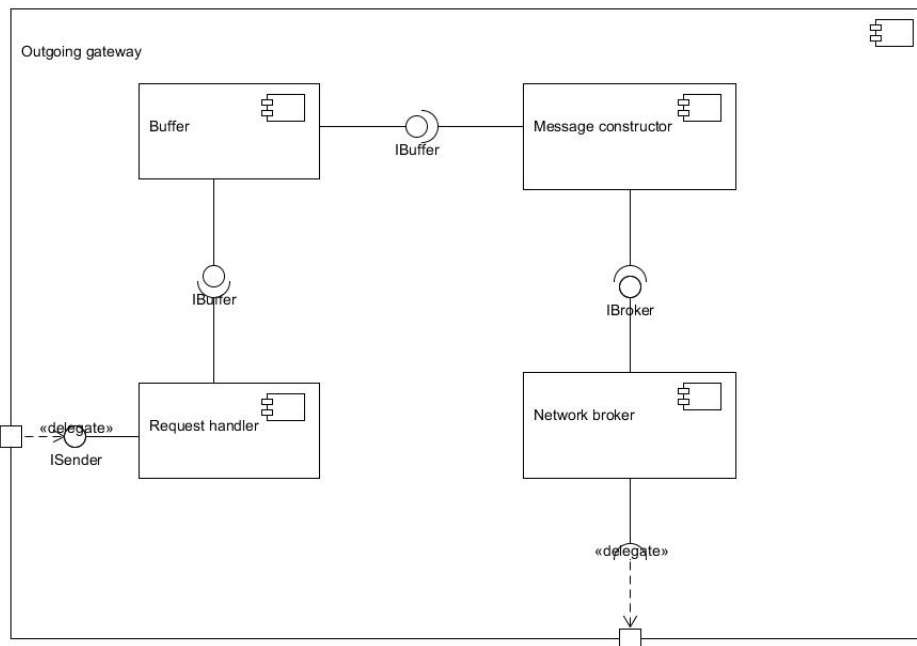 Outgoing gateway
Buffer
IBuffer
Message constructor
IBuffer
IBroker
Request handler
Network broker
«delegate»
ISender
«delegate»